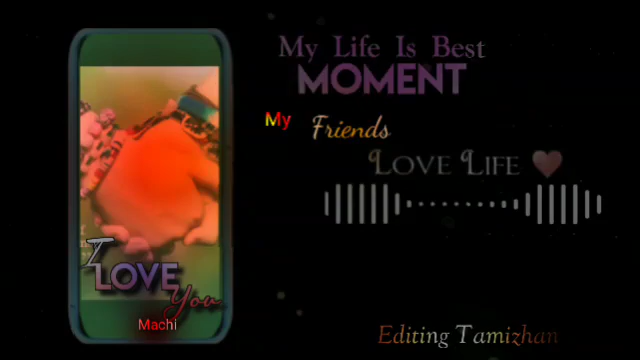 My Life Is Best
MOMENT
My Friends
LOVE LIFE
I
LOVE
You
Machi
Editing Tamizhan